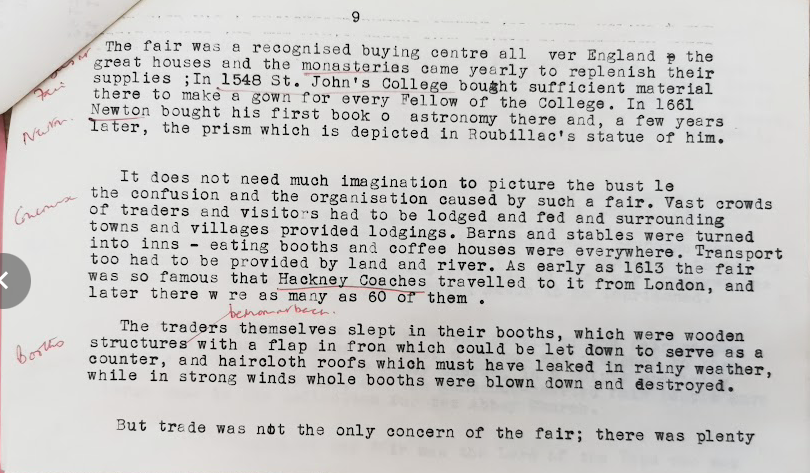 9
The fair was a recognised buying centre all ver England p the
great houses and the monasteries came yearly to replenish their
supplies ;In 1548 St. John's College bought sufficient material
there to make a gown for every Fellow of the College. In 1661
Newton bought his first book o astronomy there and, a few years
later, the prism which is depicted in Roubillac's statue of him.
Fair
Newton.
It does not need much imagination to picture the bust le
the confusion and the organisation caused by such a fair. Vast crowds
of traders and visitors had to be lodged and fed and surrounding
towns and villages provided lodgings. Barns and stables were turned
into inns - eating booths and coffee houses were everywhere. Transport
too had to be provided by land and river. As early as 1613 the fair
was so famous that Hackney Coaches travelled to it from London, and
later there w re as many as 60 of them .
The traders themselves slept in their booths, which were wooden
structures with a flap in fron which could be let down to serve as a
counter, and haircloth roofs which must have leaked in rainy weather,
while in strong winds whole booths were blown down and destroyed.
Booths
But trade was not the only concern of the fair; there was plenty